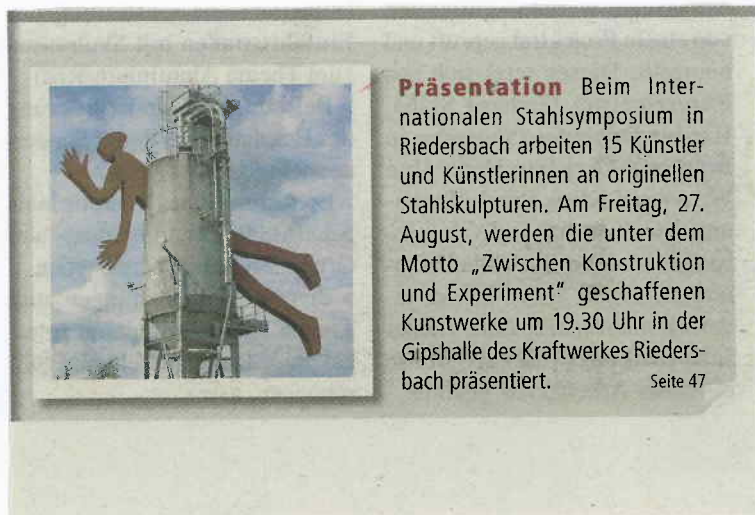 Präsentation Beim Inter-
nationalen Stahlsymposium in
Riedersbach arbeiten 15 Künstler
und Künstlerinnen an originellen
Stahlskulpturen. Am Freitag, 27.
August, werden die unter dem
Motto „Zwischen Konstruktion
und Experiment“ geschaffenen
Kunstwerke um 19.30 Uhr in der
Gipshalle des Kraftwerkes Rieders-
bach präsentiert. Seite 47